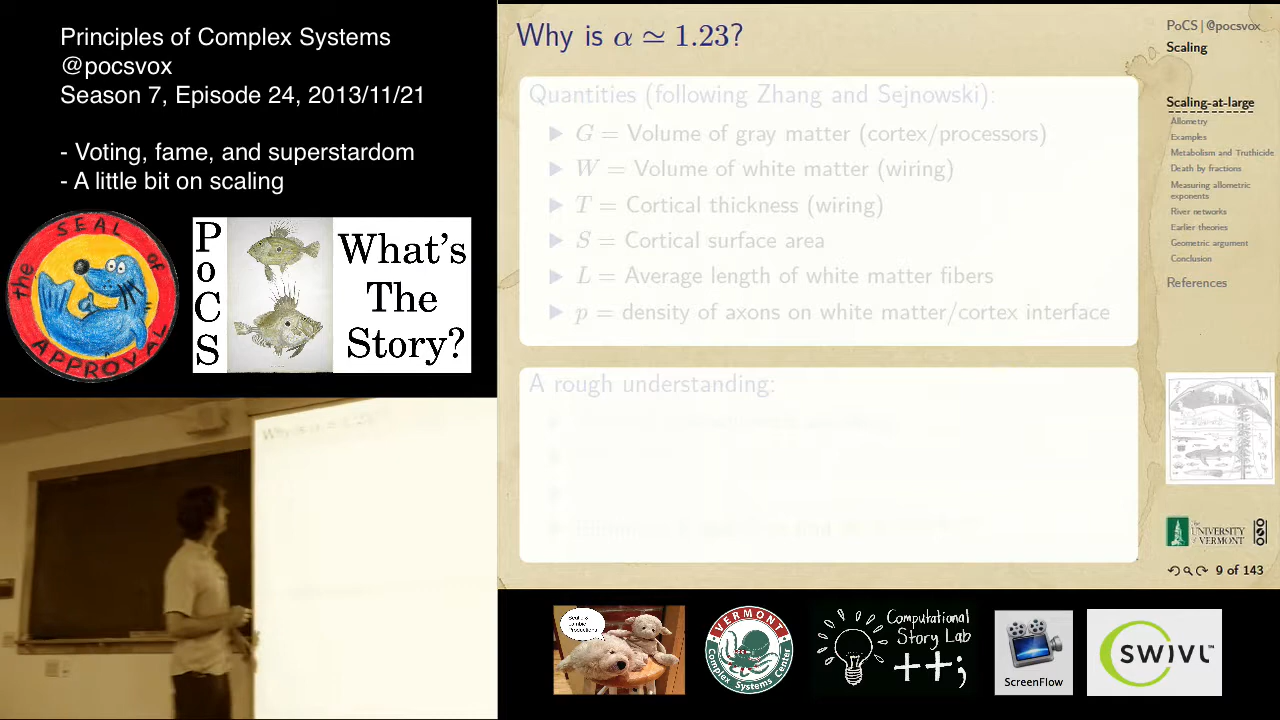 Principles of Complex Systems
@pocsvox
Season 7, Episode 24, 2013/11/21
- Voting, fame, and superstardom
- A little bit on scaling
the SEAL of APPROVAL
PoCS
What's
The
Story?
Why is α ≃ 1.23?
Quantities (following Zhang and Sejnowski):
▶ G = Volume of gray matter (cortex/processors)
▶ W = Volume of white matter (wiring)
▶ T = Cortical thickness (wiring)
▶ S = Cortical surface area
▶ L = Average length of white matter fibers
▶ p = density of axons on white matter/cortex interface
A rough understanding:
PoCS | @pocsvox
Scaling
Scaling-at-large
Allometry
Examples
Metabolism and Truthicide
Death by fractions
Measuring allometric
exponents
River networks
Earlier theories
Geometric argument
Conclusion
References
The
UNIVERSITY
of VERMONT
9 of 143
Productions
VERMONT
Complex Systems Center
Computational
Story Lab
++;
ScreenFlow
SWIVL™